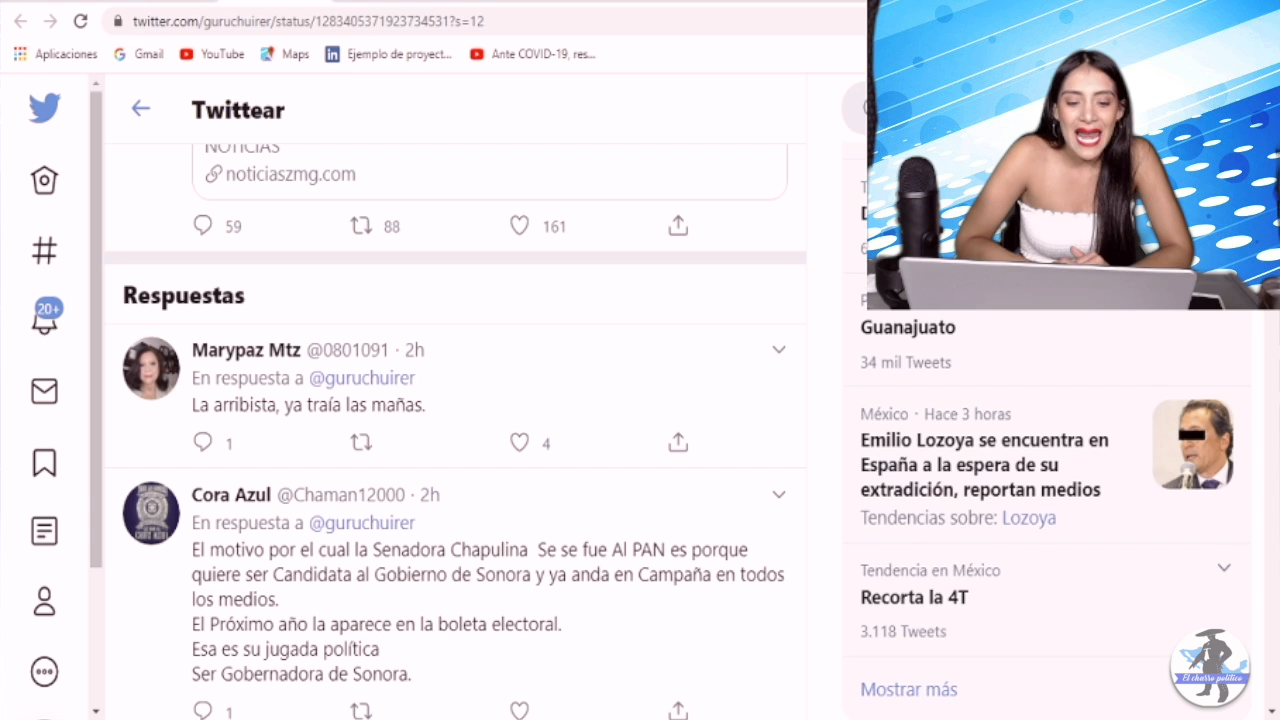 twitter.com/guruchuirer/status/1283405371923734531?s=12
Aplicaciones
Gmail
YouTube
Maps
Ejemplo de proyect...
Ante COVID-19, res...
Twittear
NOTICIAS
noticiaszmg.com
59
88
161
Respuestas
20+
Marypaz Mtz @0801091 · 2h
En respuesta a @guruchuirer
La arribista, ya traía las mañas.
1
4
Cora Azul @Chaman12000 · 2h
En respuesta a @guruchuirer
El motivo por el cual la Senadora Chapulina Se se fue Al PAN es porque
quiere ser Candidata al Gobierno de Sonora y ya anda en Campaña en todos
los medios.
El Próximo año la aparece en la boleta electoral.
Esa es su jugada política
Ser Gobernadora de Sonora.
1
Guanajuato
34 mil Tweets
México · Hace 3 horas
Emilio Lozoya se encuentra en
España a la espera de su
extradición, reportan medios
Tendencias sobre: Lozoya
Tendencia en México
Recorta la 4T
3.118 Tweets
Mostrar más
El charro político